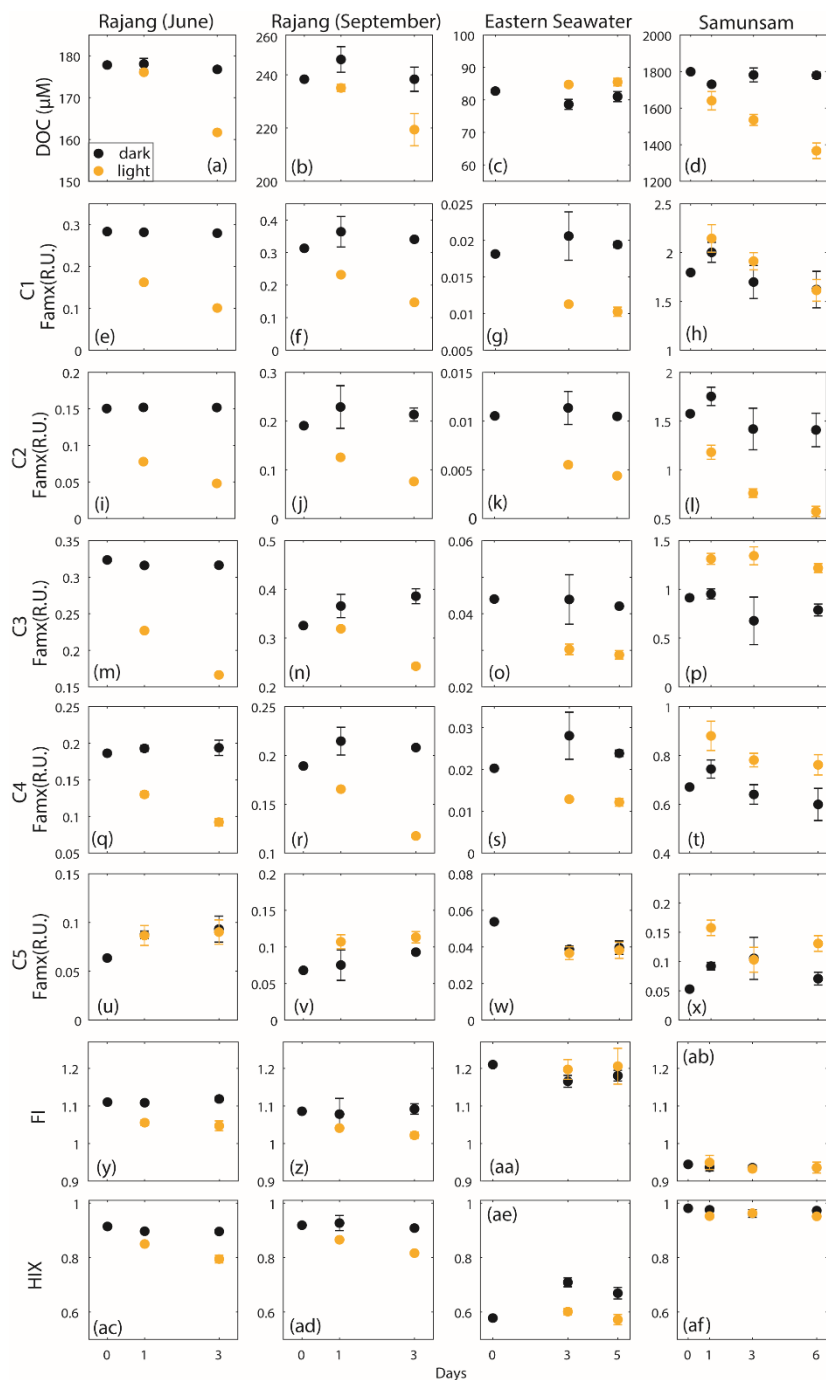 Rajang (June) Rajang (September) Eastern Seawater Samunsam
190 260 100 2000
180 240 90 1800
170 80 1600
160 220 70 1400
150 200 60 1200
DOC (μM)
dark
light
(a) (b) (c) (d)
0.3 0.4 0.025 2.5
0.2 0.3 0.02 2
0.1 0.2 0.015 1.5
0 0.1 0.01 1
0 0.005
C1
Famx(R.U.)
(e) (f) (g) (h)
0.2 0.3 0.015 2
0.15 0.2 0.01 1.5
0.1 0.1 0.005 1
0.05 0 0 0.5
0
C2
Famx(R.U.)
(i) (j) (k) (l)
0.35 0.5 0.06 1.5
0.3 0.4 0.04 1
0.25 0.3 0.02 0.5
0.2 0.2 0
0.15
C3
Famx(R.U.)
(m) (n) (o) (p)
0.25 0.25 0.03 1
0.2 0.2 0.02 0.8
0.15 0.15 0.01 0.6
0.1 0.1 0 0.4
0.05
C4
Famx(R.U.)
(q) (r) (s) (t)
0.15 0.2 0.08 0.2
0.1 0.15 0.06 0.15
0.05 0.1 0.04 0.1
0 0.05 0.02 0.05
0 0 0
C5
Famx(R.U.)
(u) (v) (w) (x)
1.2 1.2 1.2 1.2
1.1 1.1 1.1 1.1
1 1 1 1
0.9 0.9 0.9 0.9
FI
(y) (z) (aa) (ab)
1 1 1 1
0.8 0.8 0.8 0.8
0.6 0.6 0.6 0.6
HIX
(ac) (ad) (ae) (af)
0 1 3 0 1 3 0 3 5 0 1 3 6
Days